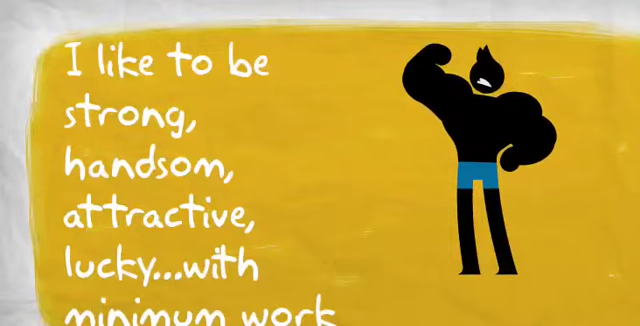 I like to be
strong,
handsom,
attractive,
lucky...with
minimum work